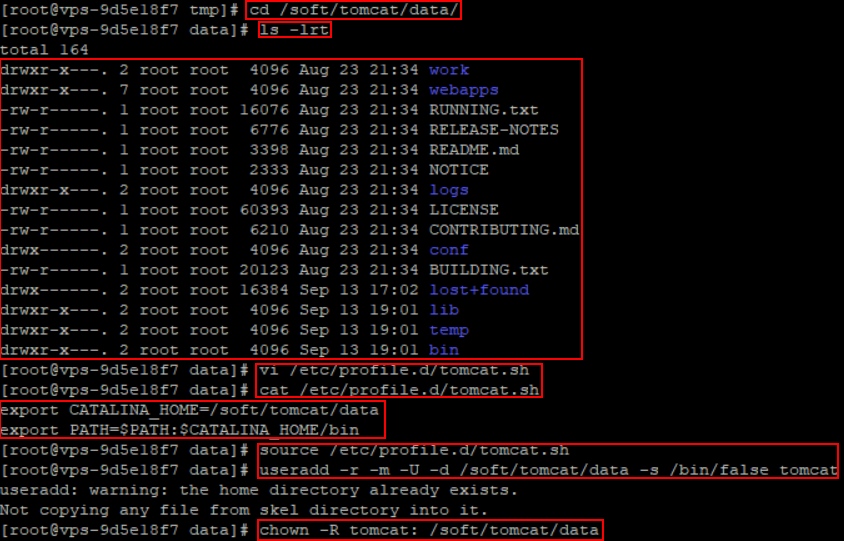 [root@vps-9d5e18f7 tmp]# cd /soft/tomcat/data/
[root@vps-9d5e18f7 data]# ls -lrt
total 164
drwxr-x---. 2 root root  4096 Aug 23 21:34 work
drwxr-x---. 7 root root  4096 Aug 23 21:34 webapps
-rw-r-----. 1 root root 16076 Aug 23 21:34 RUNNING.txt
-rw-r-----. 1 root root  6776 Aug 23 21:34 RELEASE-NOTES
-rw-r-----. 1 root root  3398 Aug 23 21:34 README.md
-rw-r-----. 1 root root  2333 Aug 23 21:34 NOTICE
drwxr-x---. 2 root root  4096 Aug 23 21:34 logs
-rw-r-----. 1 root root 60393 Aug 23 21:34 LICENSE
-rw-r-----. 1 root root  6210 Aug 23 21:34 CONTRIBUTING.md
drwx------. 2 root root  4096 Aug 23 21:34 conf
-rw-r-----. 1 root root 20123 Aug 23 21:34 BUILDING.txt
drwx------. 2 root root 16384 Sep 13 17:02 lost+found
drwxr-x---. 2 root root  4096 Sep 13 19:01 lib
drwxr-x---. 2 root root  4096 Sep 13 19:01 temp
drwxr-x---. 2 root root  4096 Sep 13 19:01 bin
[root@vps-9d5e18f7 data]# vi /etc/profile.d/tomcat.sh
[root@vps-9d5e18f7 data]# cat /etc/profile.d/tomcat.sh
export CATALINA_HOME=/soft/tomcat/data
export PATH=$PATH:$CATALINA_HOME/bin
[root@vps-9d5e18f7 data]# source /etc/profile.d/tomcat.sh
[root@vps-9d5e18f7 data]# useradd -r -m -U -d /soft/tomcat/data -s /bin/false tomcat
useradd: warning: the home directory already exists.
Not copying any file from skel directory into it.
[root@vps-9d5e18f7 data]# chown -R tomcat: /soft/tomcat/data